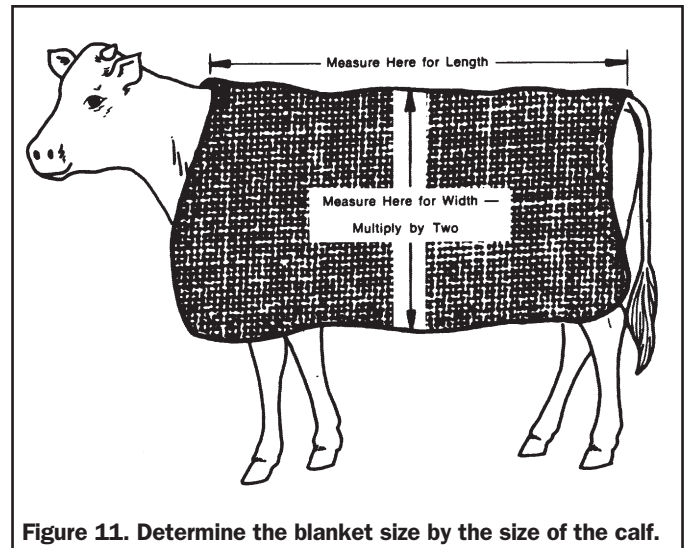 Measure Here for Length
Measure Here for Width —
Multiply by Two
Figure 11. Determine the blanket size by the size of the calf.